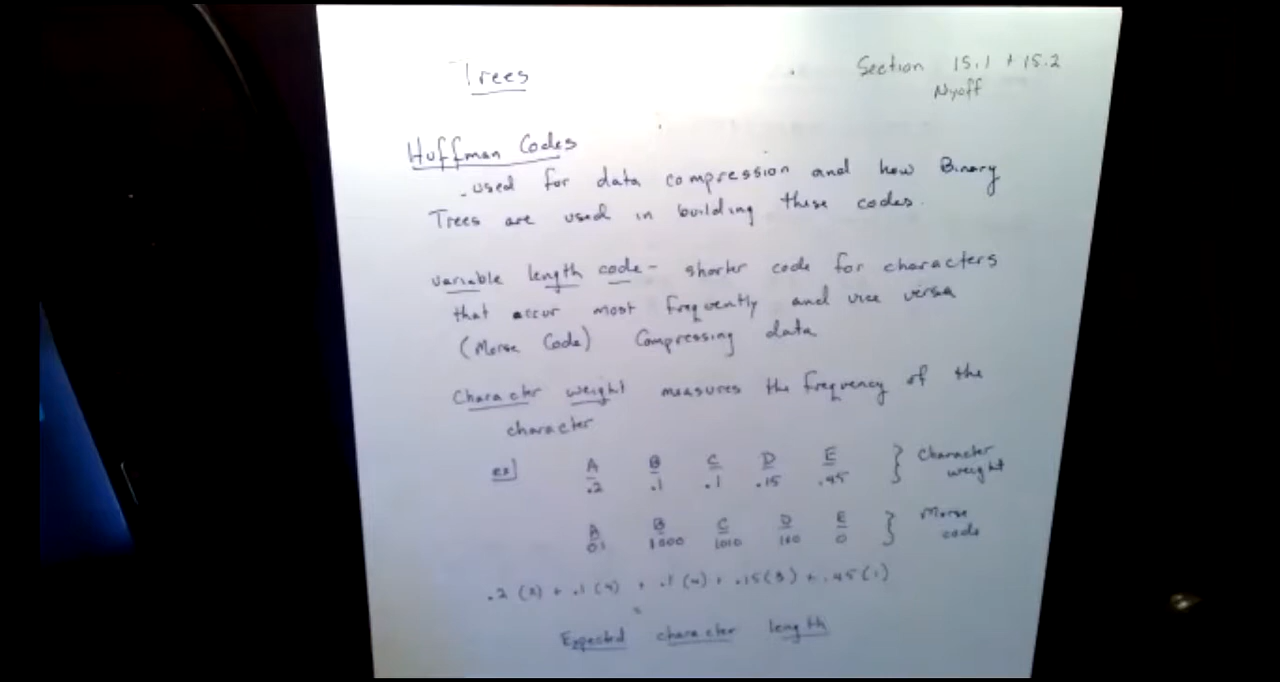 Trees
Section 15.1 + 15.2
Nyoff
Huffman Codes
- used for data compression and how Binary
Trees are used in building these codes.
variable length code - shorter code for characters
that occur most frequently and vice versa
(Morse Code) Compressing data
Character weight measures the frequency of the
character
ex] A B C D E } Character
.2 .1 .1 .15 .45 weight
A B C D E } Morse
01 1000 1010 100 0 code
.2 (2) + .1 (4) + .1 (4) + .15 (3) + .45 (1)
Expected character length